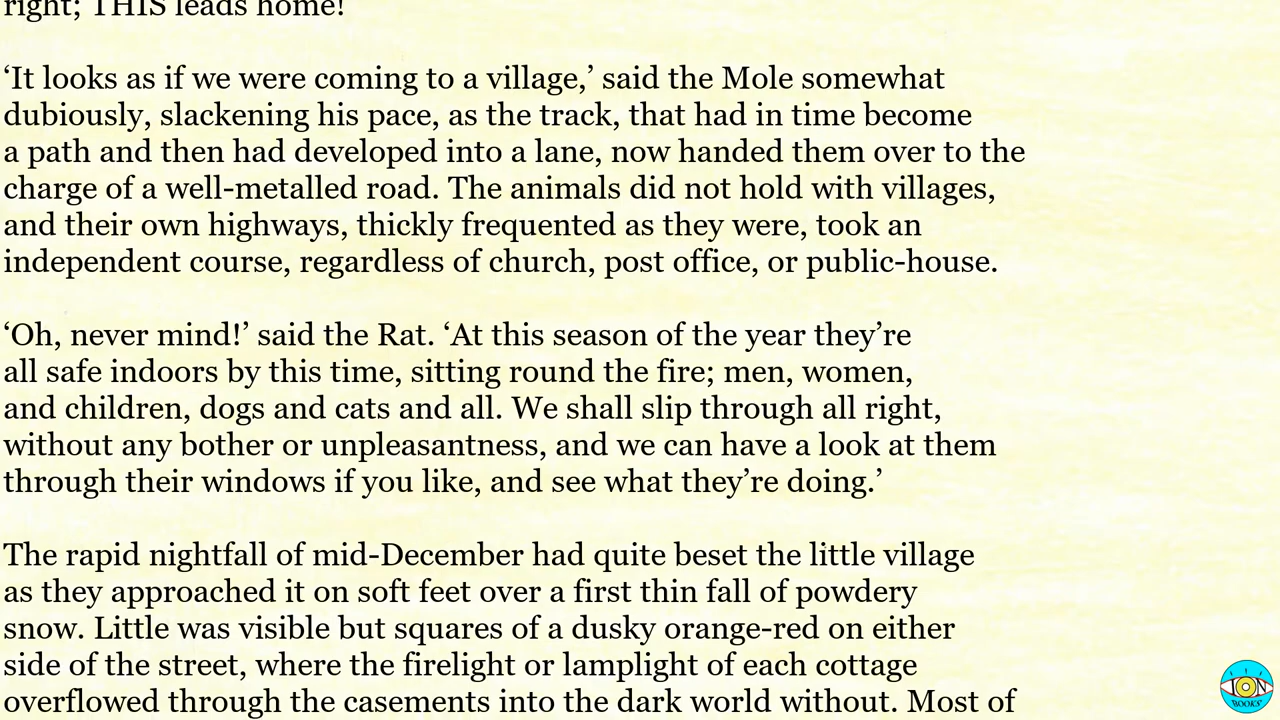 right; THIS leads home!’
‘It looks as if we were coming to a village,’ said the Mole somewhat
dubiously, slackening his pace, as the track, that had in time become
a path and then had developed into a lane, now handed them over to the
charge of a well-metalled road. The animals did not hold with villages,
and their own highways, thickly frequented as they were, took an
independent course, regardless of church, post office, or public-house.
‘Oh, never mind!’ said the Rat. ‘At this season of the year they’re
all safe indoors by this time, sitting round the fire; men, women,
and children, dogs and cats and all. We shall slip through all right,
without any bother or unpleasantness, and we can have a look at them
through their windows if you like, and see what they’re doing.’
The rapid nightfall of mid-December had quite beset the little village
as they approached it on soft feet over a first thin fall of powdery
snow. Little was visible but squares of a dusky orange-red on either
side of the street, where the firelight or lamplight of each cottage
overflowed through the casements into the dark world without. Most of
ION
BOOKS